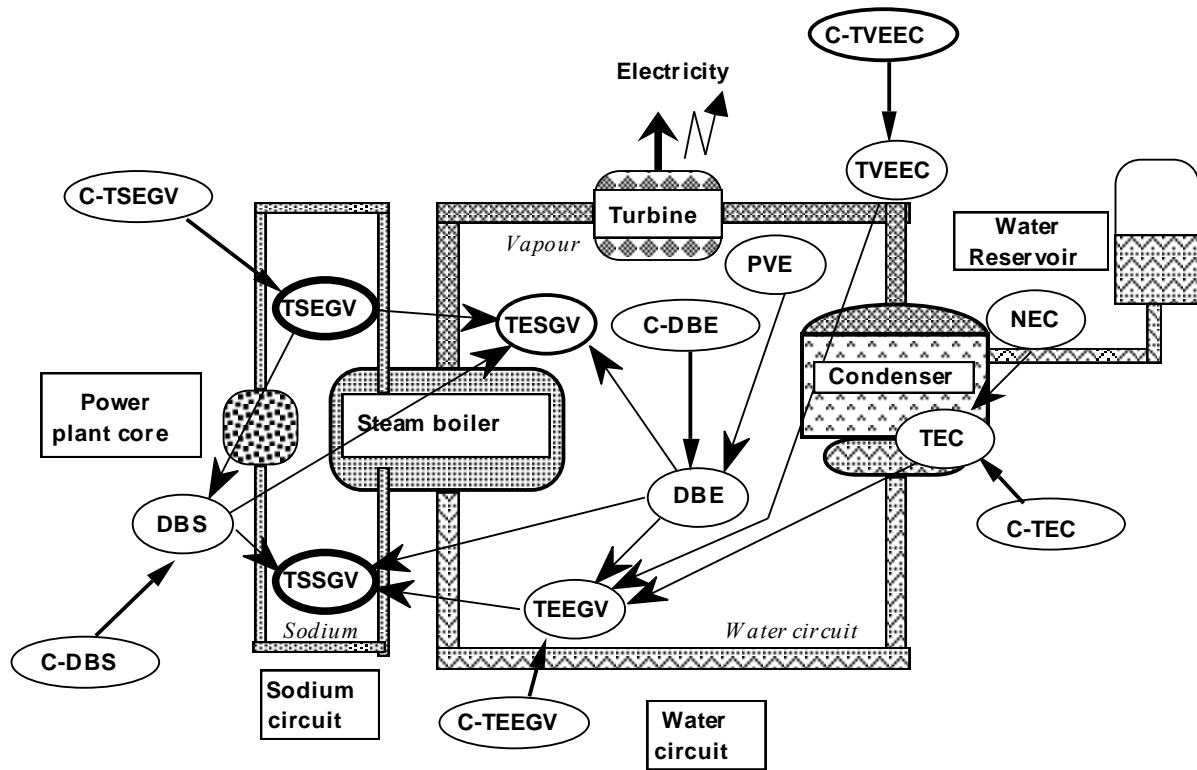 C-TVEEC
Electricity
TVEEC
C-TSEGV
Turbine
Water
Reservoir
Vapour
PVE
TSEGV
TESGV
C-DBE
NEC
Condenser
Power
plant core
Steam boiler
TEC
DBE
DBS
C-TEC
TSSGV
TEEGV
Sodium
Water circuit
C-DBS
Sodium
circuit
C-TEEGV
Water
circuit